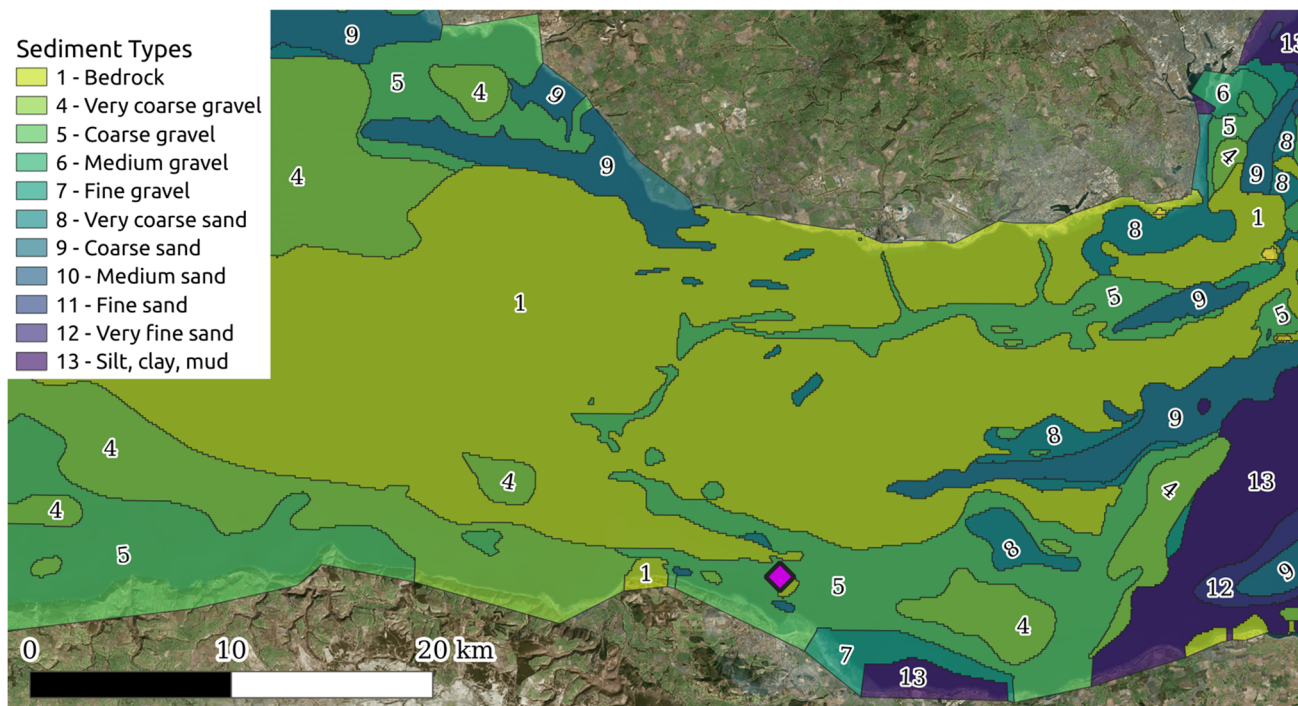 Sediment Types
1 - Bedrock
4 - Very coarse gravel
5 - Coarse gravel
6 - Medium gravel
7 - Fine gravel
8 - Very coarse sand
9 - Coarse sand
10 - Medium sand
11 - Fine sand
12 - Very fine sand
13 - Silt, clay, mud
9
13
5
4
9
6
5
8
4
9
9
8
4
1
8
1
5
9
5
9
8
4
4
4
13
4
8
5
1
5
12
9
4
7
13
0 10 20 km